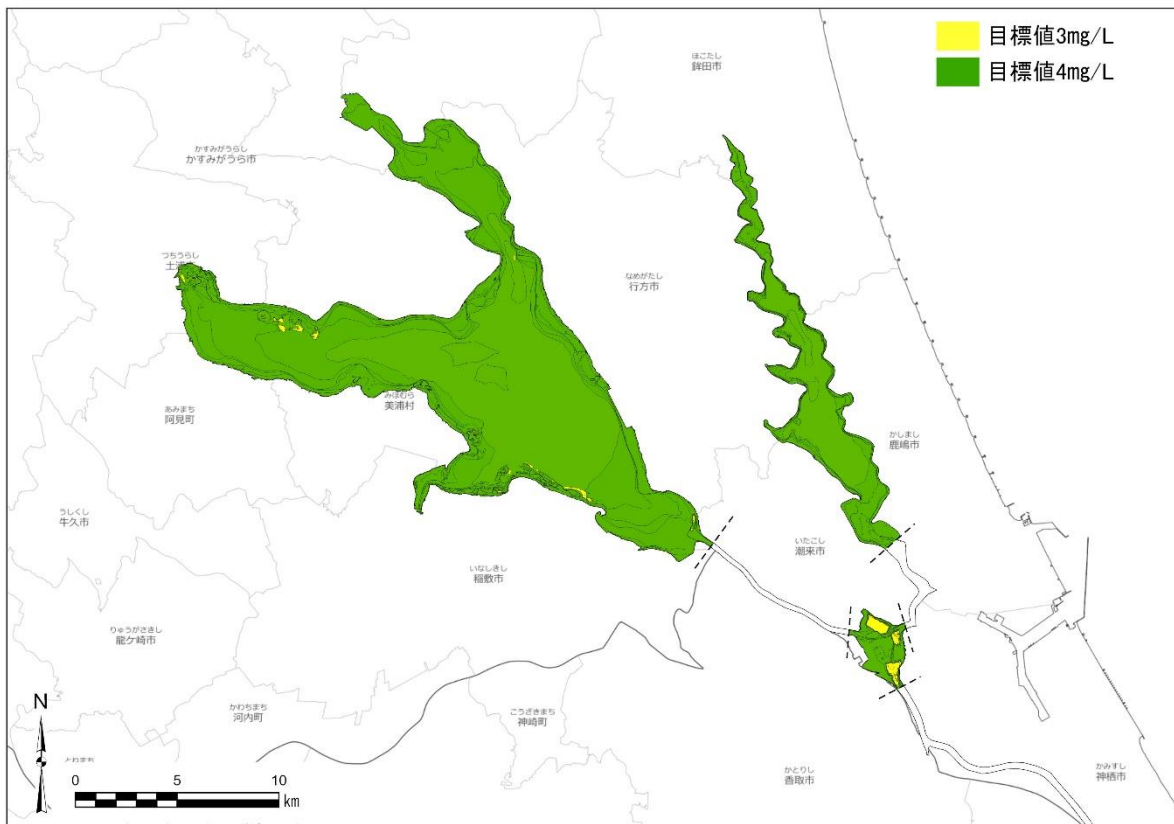 目標値3mg/L
目標値4mg/L
ほこたし
鉾田市
かすみがうらし
かすみがうら市
つちうらし
土浦市
なめがたし
行方市
みほむら
美浦村
あみまち
阿見町
かしまし
鹿嶋市
うしくし
牛久市
いたこし
潮来市
いなしきし
稲敷市
りゅうがさきし
龍ケ崎市
かわちまち
河内町
こうざきまち
神崎町
かとりし
香取市
かみすし
神栖市
とねまち
N
0 5 10
km